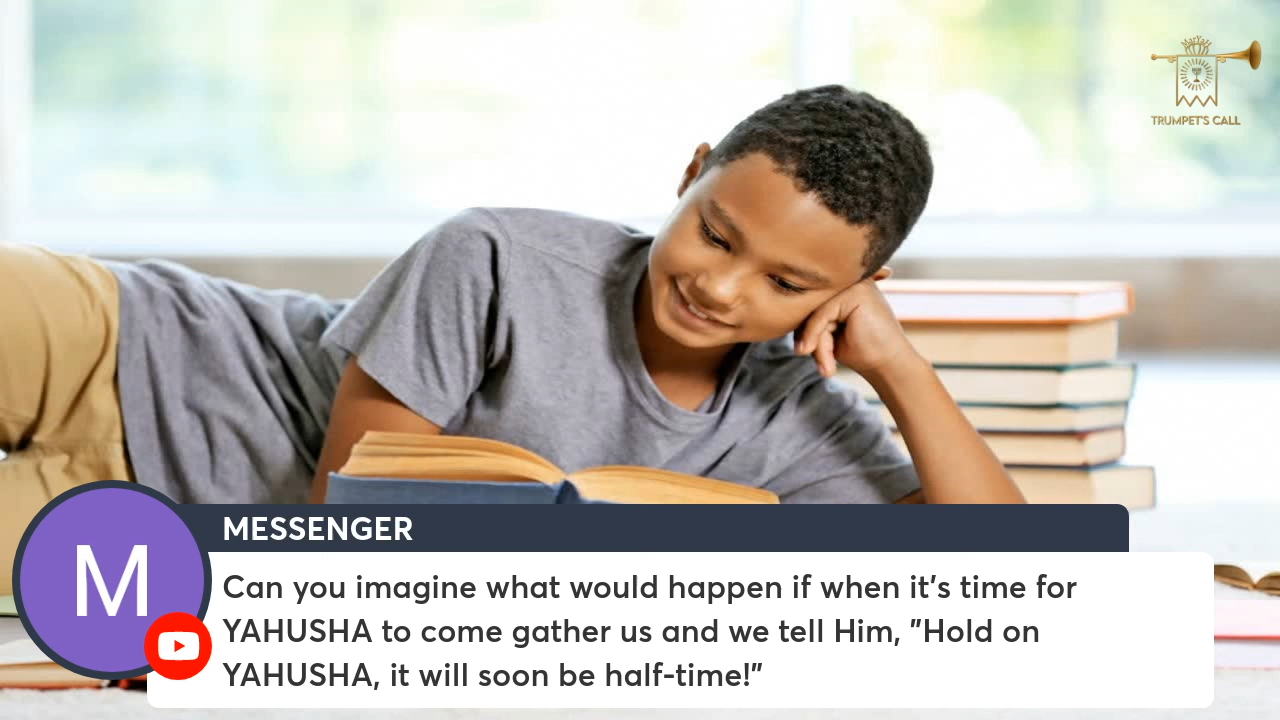 MarYah
TRUMPET'S CALL
MESSENGER
M
Can you imagine what would happen if when it's time for
YAHUSHA to come gather us and we tell Him, "Hold on
YAHUSHA, it will soon be half-time!"